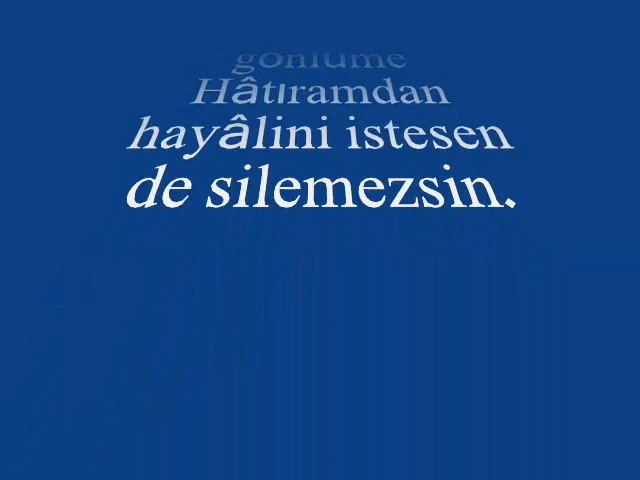 gönlüme
Hâtıramdan
hayâlini istesen
de silemezsin.